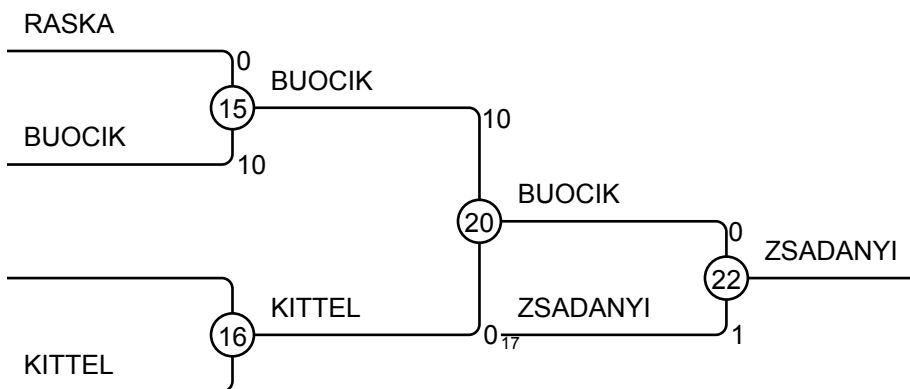 RASKA
0
15
BUOCIK
10
BUOCIK
10
20
BUOCIK
0
22
ZSADANYI
16
KITTEL
0
17
ZSADANYI
1
KITTEL